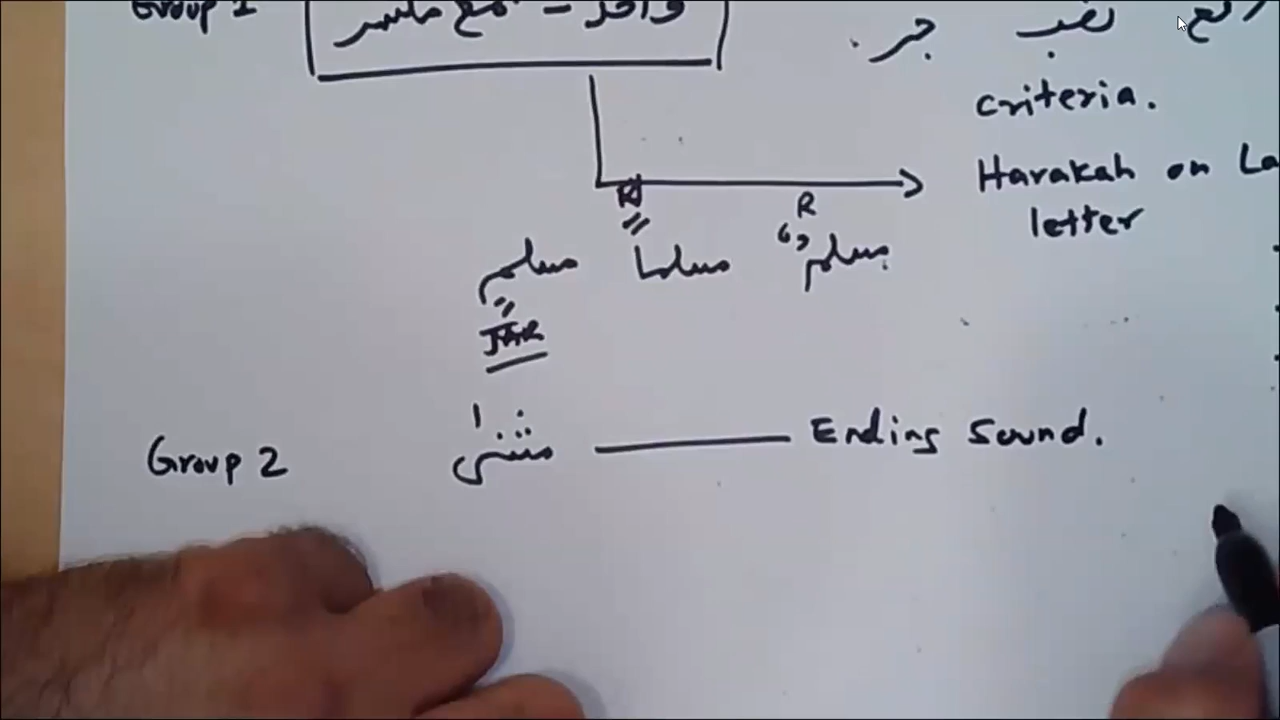 Group 1 واحد - جمع مكسر
رفع نصب جر
criteria.
Harakah on La
letter
R
مسلم مسلما مسلم
JAR
Group 2 مثنى Ending Sound.